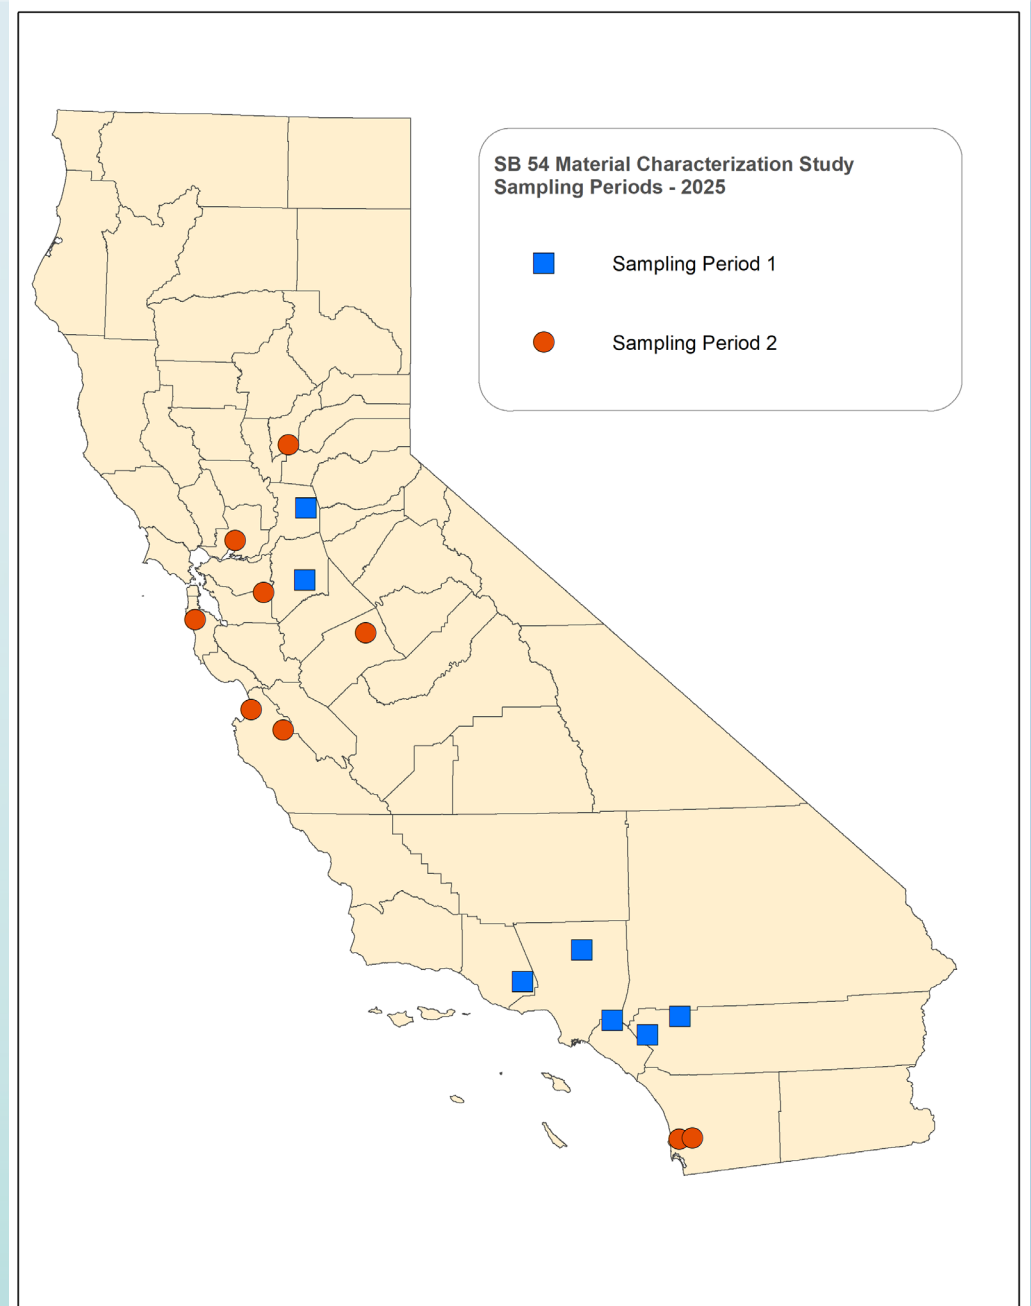 SB 54 Material Characterization Study
Sampling Periods - 2025
Sampling Period 1
Sampling Period 2